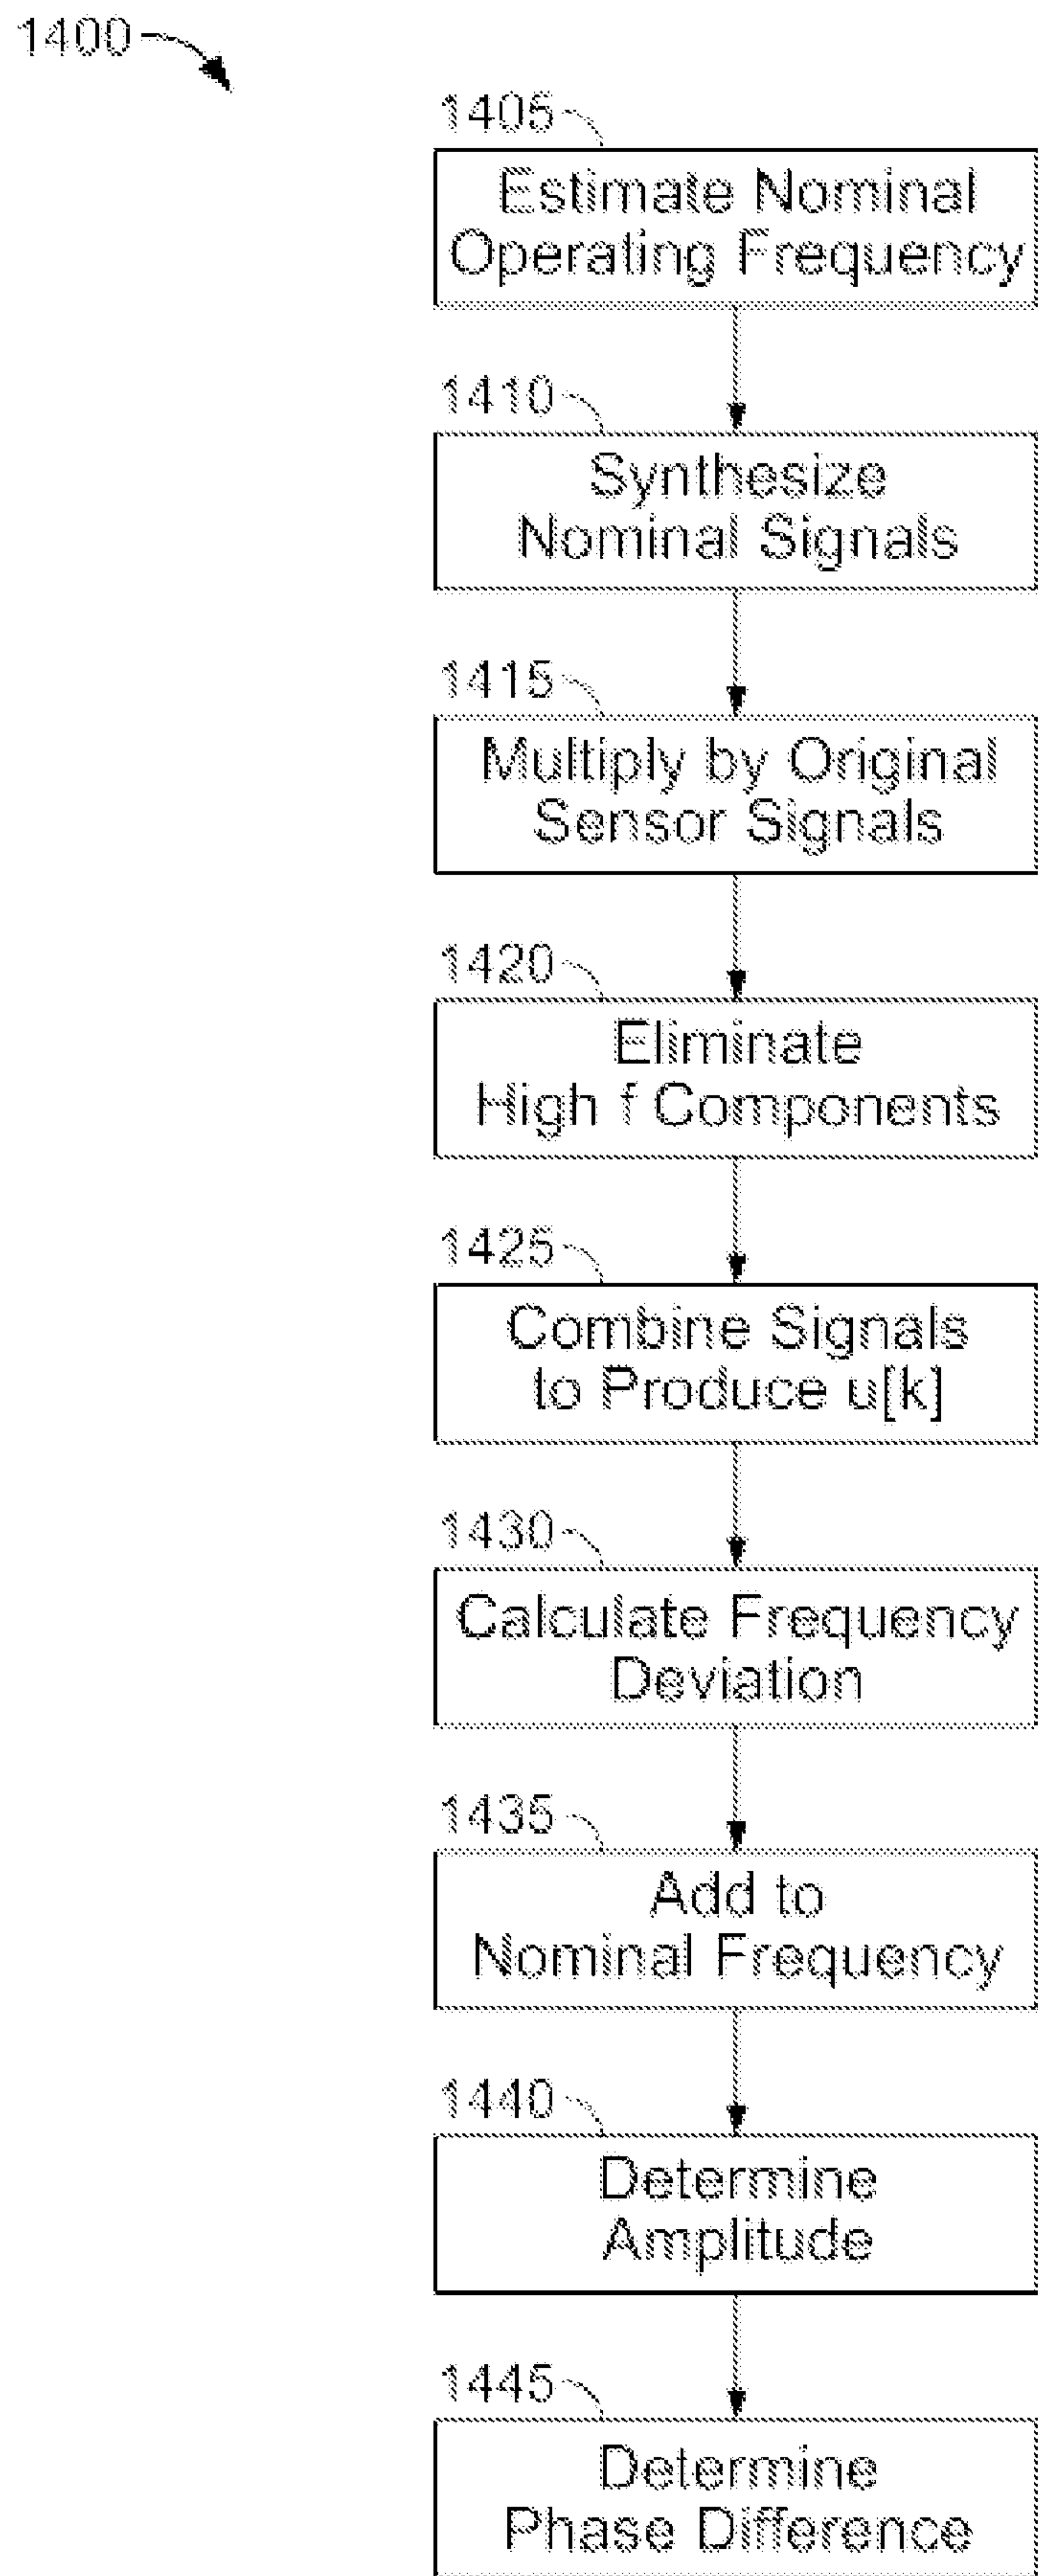 1400
1405
Estimate Nominal
Operating Frequency
1410
Synthesize
Nominal Signals
1415
Multiply by Original
Sensor Signals
1420
Eliminate
High f Components
1425
Combine Signals
to Produce u[k]
1430
Calculate Frequency
Deviation
1435
Add to
Nominal Frequency
1440
Determine
Amplitude
1445
Determine
Phase Difference